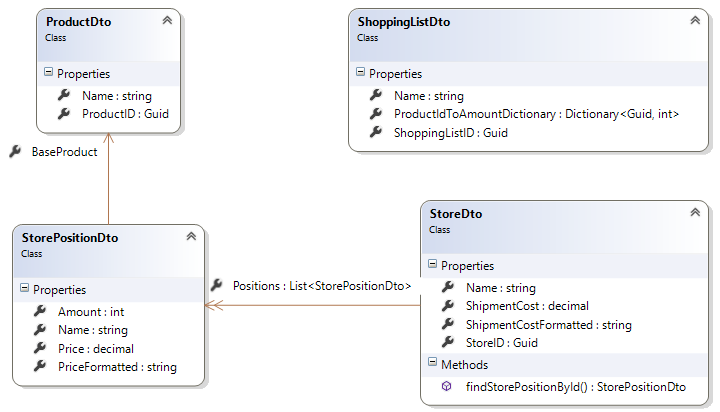 ProductDto
Class
Properties
Name : string
ProductID : Guid
ShoppingListDto
Class
Properties
Name : string
ProductIdToAmountDictionary : Dictionary<Guid, int>
ShoppingListID : Guid
BaseProduct
StorePositionDto
Class
Properties
Amount : int
Name : string
Price : decimal
PriceFormatted : string
Positions : List<StorePositionDto>
StoreDto
Class
Properties
Name : string
ShipmentCost : decimal
ShipmentCostFormatted : string
StoreID : Guid
Methods
findStorePositionById() : StorePositionDto